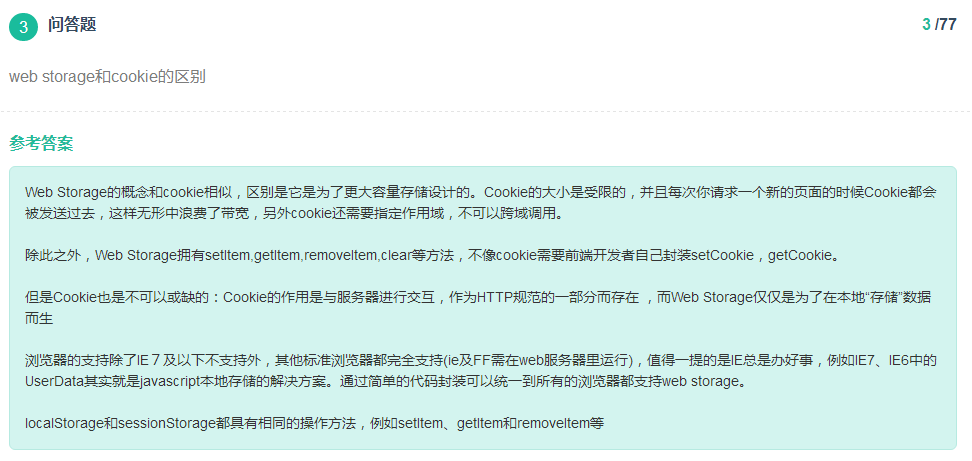 3 问答题 3 /77
web storage和cookie的区别
参考答案
Web Storage的概念和cookie相似，区别是它是为了更大容量存储设计的。Cookie的大小是受限的，并且每次你请求一个新的页面的时候Cookie都会
被发送过去，这样无形中浪费了带宽，另外cookie还需要指定作用域，不可以跨域调用。
除此之外，Web Storage拥有setItem,getItem,removeItem,clear等方法，不像cookie需要前端开发者自己封装setCookie，getCookie。
但是Cookie也是不可以或缺的：Cookie的作用是与服务器进行交互，作为HTTP规范的一部分而存在 ，而Web Storage仅仅是为了在本地“存储”数据
而生
浏览器的支持除了IE７及以下不支持外，其他标准浏览器都完全支持(ie及FF需在web服务器里运行)，值得一提的是IE总是办好事，例如IE7、IE6中的
UserData其实就是javascript本地存储的解决方案。通过简单的代码封装可以统一到所有的浏览器都支持web storage。
localStorage和sessionStorage都具有相同的操作方法，例如setItem、getItem和removeItem等